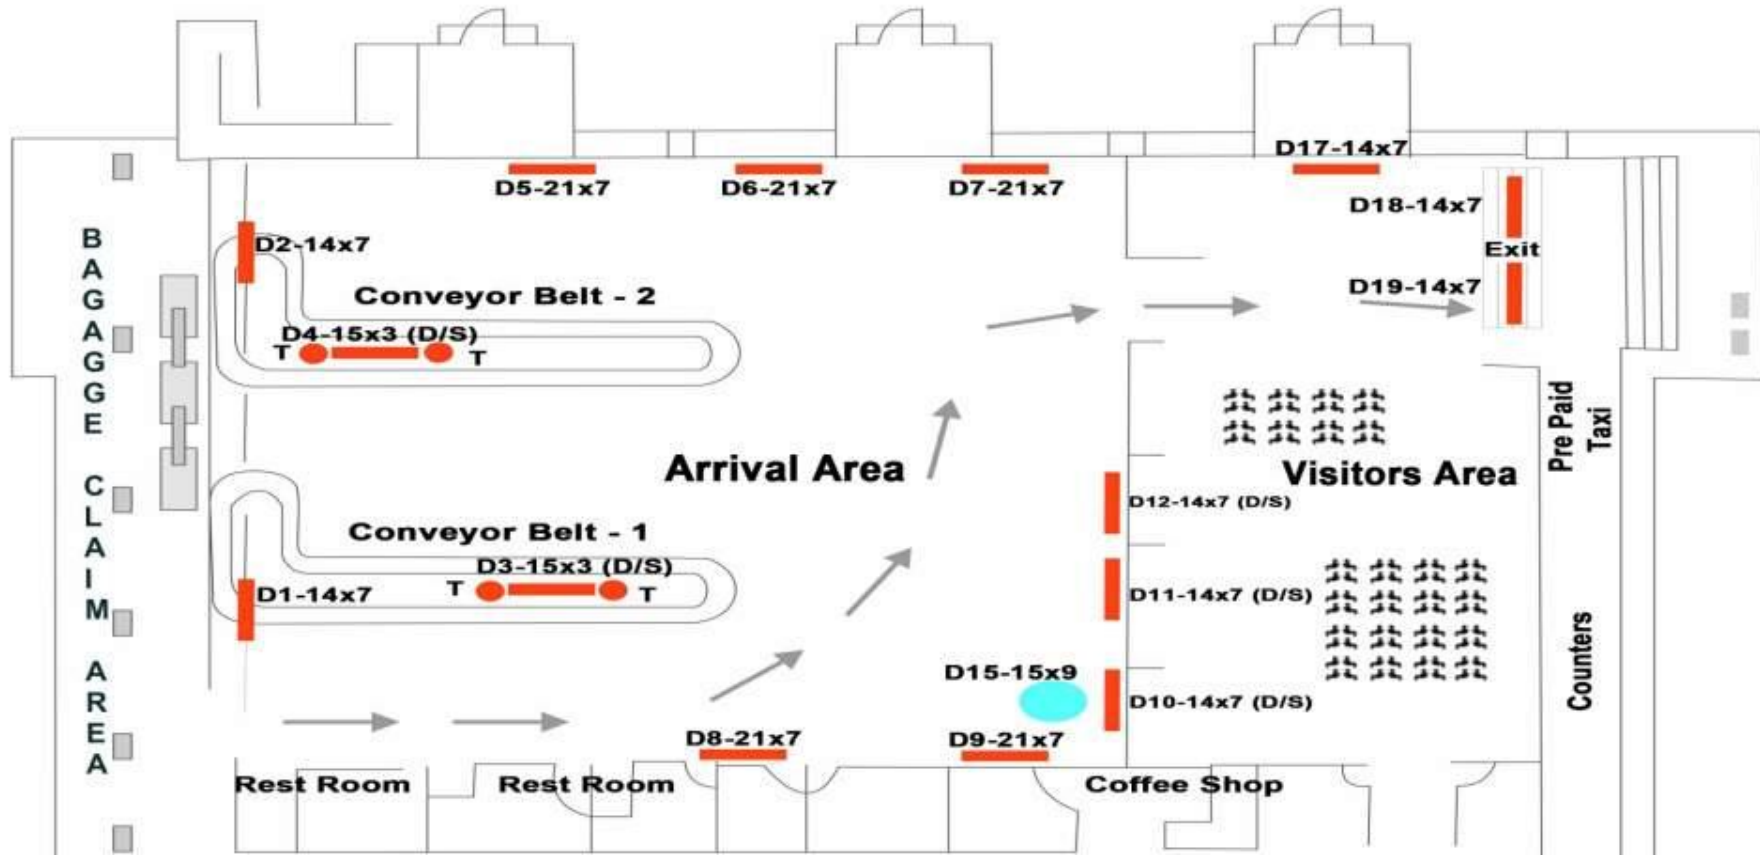 BAGAGGE CLAIM AREA
D17-14x7
D5-21x7
D6-21x7
D7-21x7
D18-14x7
D2-14x7
Exit
D19-14x7
Conveyor Belt - 2
D4-15x3 (D/S)
T
T
Pre Paid
Taxi
Arrival Area
Visitors Area
D12-14x7 (D/S)
Conveyor Belt - 1
D3-15x3 (D/S)
T
T
D1-14x7
D11-14x7 (D/S)
Counters
D15-15x9
D10-14x7 (D/S)
D8-21x7
D9-21x7
Rest Room
Rest Room
Coffee Shop